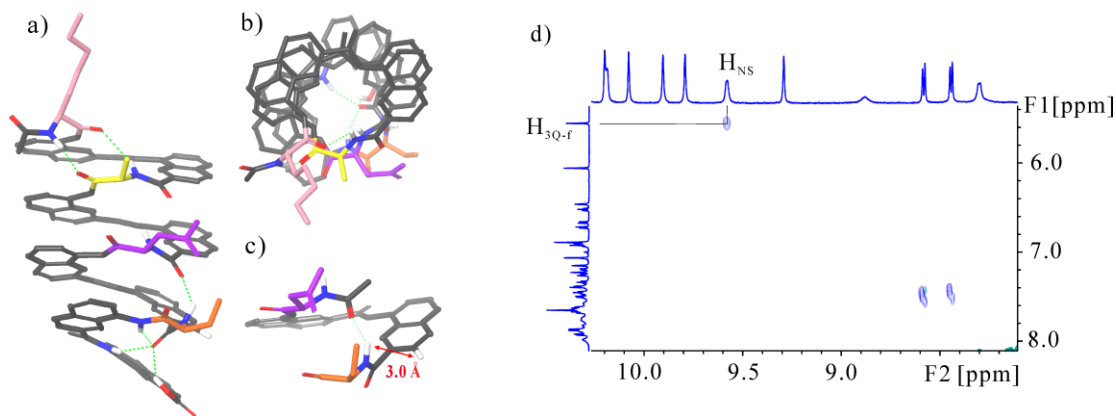 a)
b)
c)
3.0 Å
d)
H_NS
H_3Q-f
F1[ppm]
6.0
7.0
8.0
10.0
9.5
9.0
F2 [ppm]